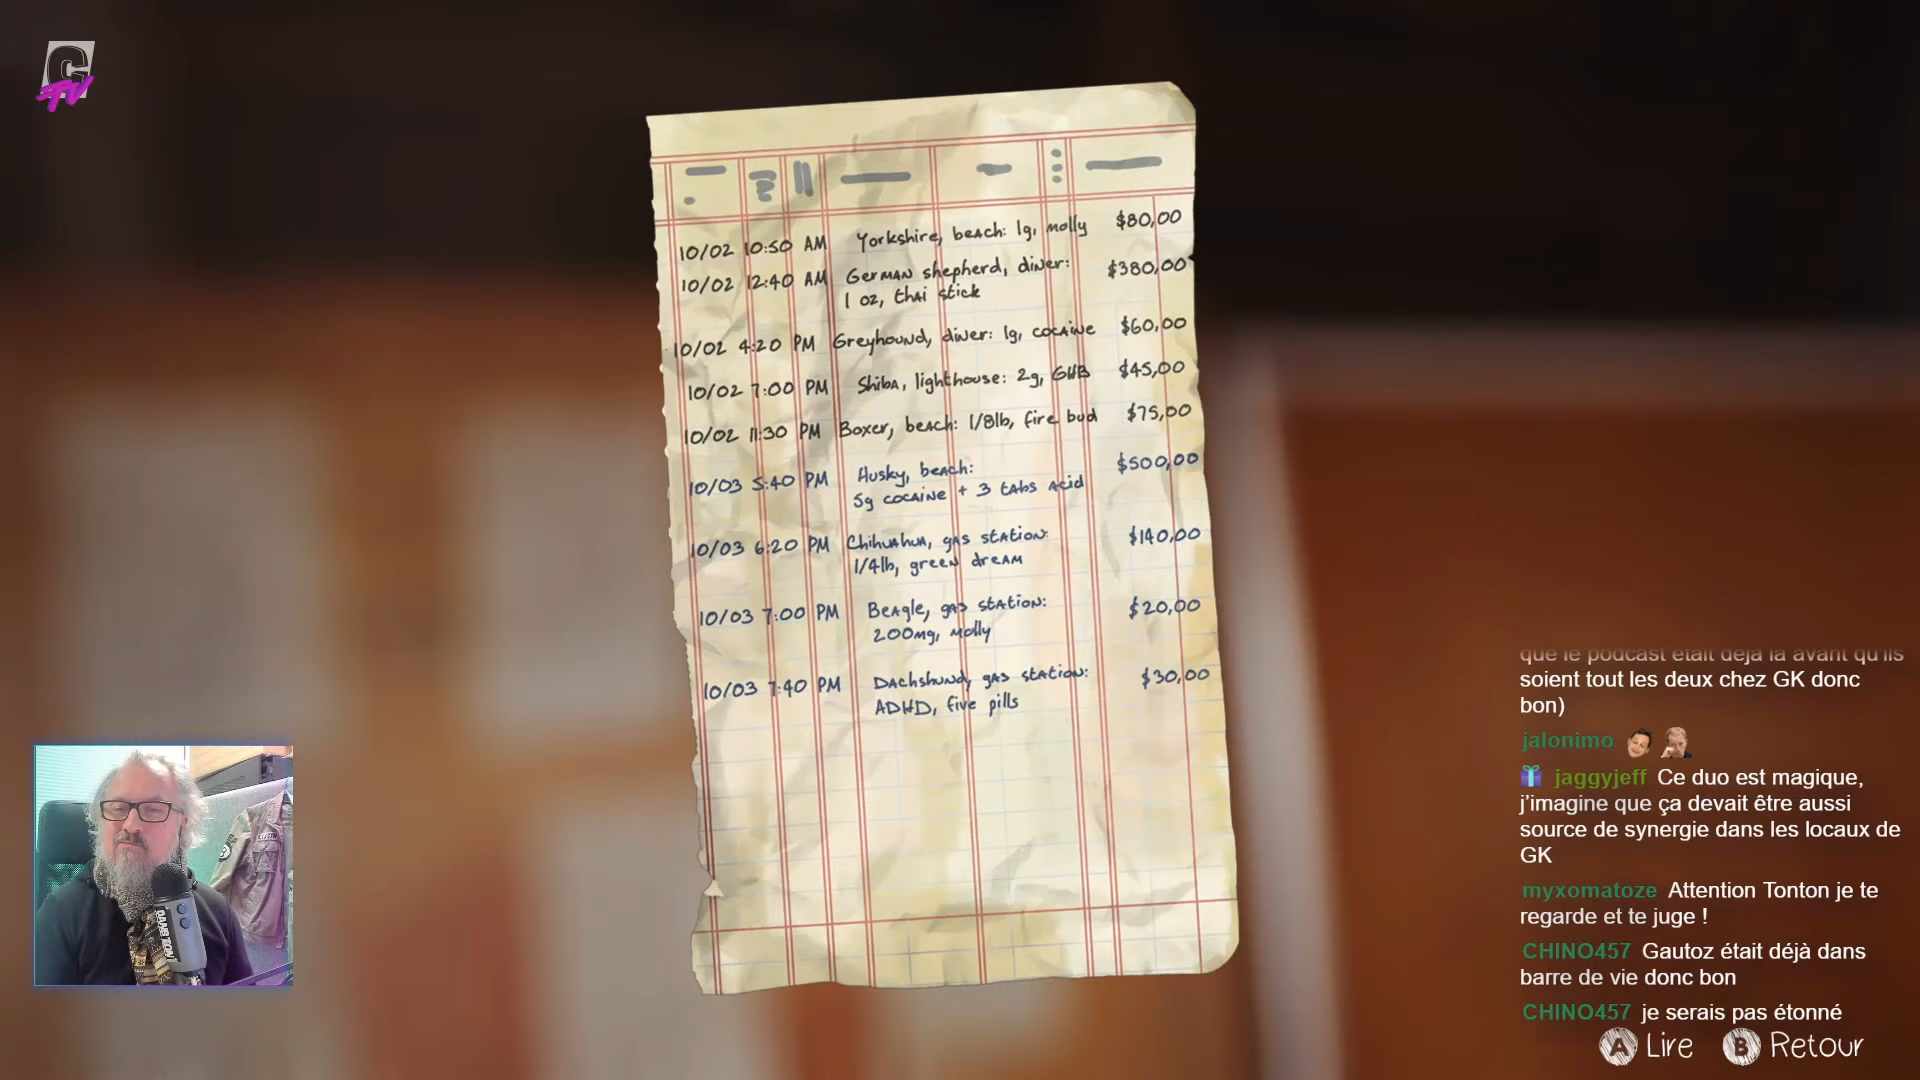 C
TV
10/02 10:50 AM Yorkshire, beach: 1g, molly $80,00
10/02 12:40 AM German shepherd, diner: $380,00
1 oz, thai stick
10/02 4:20 PM Greyhound, diner: 1g, cocaine $60,00
10/02 7:00 PM Shiba, lighthouse: 2g, GHB $45,00
10/02 11:30 PM Boxer, beach: 1/8lb, fire bud $75,00
10/03 5:40 PM Husky, beach: $500,00
5g cocaine + 3 tabs acid
10/03 6:20 PM Chihuahua, gas station: $140,00
1/4lb, green dream
10/03 7:00 PM Beagle, gas station: $20,00
200mg, molly
10/03 7:40 PM Dachshund, gas station: $30,00
ADHD, five pills
que le podcast était déjà là avant qu'ils
soient tout les deux chez GK donc
bon)
jalonimo
jaggyjeff Ce duo est magique,
j'imagine que ça devait être aussi
source de synergie dans les locaux de
GK
myxomatoze Attention Tonton je te
regarde et te juge !
CHINO457 Gautoz était déjà dans
barre de vie donc bon
CHINO457 je serais pas étonné
A Lire B Retour